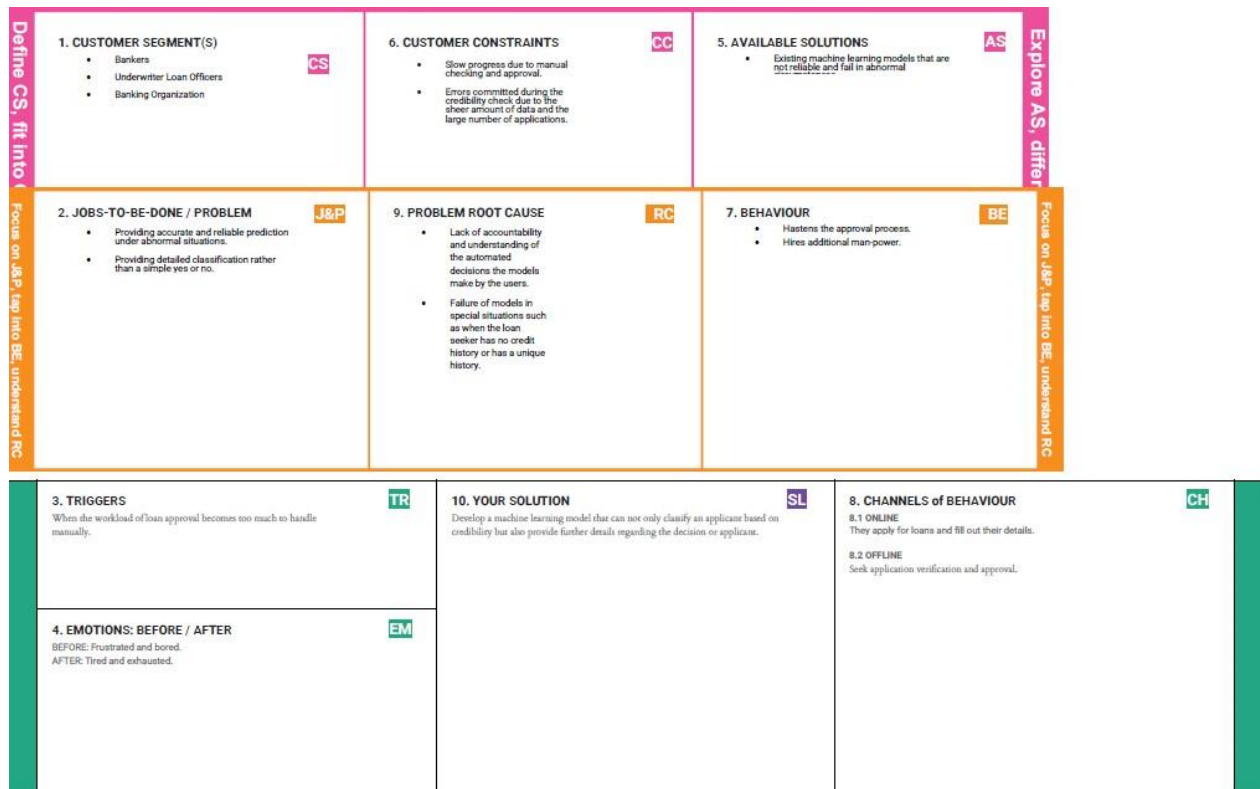 Define CS, fit into
1. CUSTOMER SEGMENT(S)
CS
• Bankers
• Underwriter Loan Officers
• Banking Organization
6. CUSTOMER CONSTRAINTS
CC
• Slow progress due to manual
checking and approval.
• Errors committed during the
credibility check due to the
sheer amount of data and the
large number of applications.
5. AVAILABLE SOLUTIONS
AS
• Existing machine learning models that are
not reliable and fail in abnormal
Explore AS, differ
Focus on J&P, tap into BE, understand RC
2. JOBS-TO-BE-DONE / PROBLEM
J&P
• Providing accurate and reliable prediction
under abnormal situations.
• Providing detailed classification rather
than a simple yes or no.
9. PROBLEM ROOT CAUSE
RC
• Lack of accountability
and understanding of
the automated
decisions the models
make by the users.
• Failure of models in
special situations such
as when the loan
seeker has no credit
history or has a unique
history.
7. BEHAVIOUR
BE
• Hastens the approval process.
• Hires additional man-power.
Focus on J&P, tap into BE, understand RC
3. TRIGGERS
TR
When the workload of loan approval becomes too much to handle
manually.
4. EMOTIONS: BEFORE / AFTER
EM
BEFORE: Frustrated and bored.
AFTER: Tired and exhausted.
10. YOUR SOLUTION
SL
Develop a machine learning model that can not only classify an applicant based on
credibility but also provide further details regarding the decision or applicant.
8. CHANNELS of BEHAVIOUR
CH
8.1 ONLINE
They apply for loans and fill out their details.
8.2 OFFLINE
Seek application verification and approval.